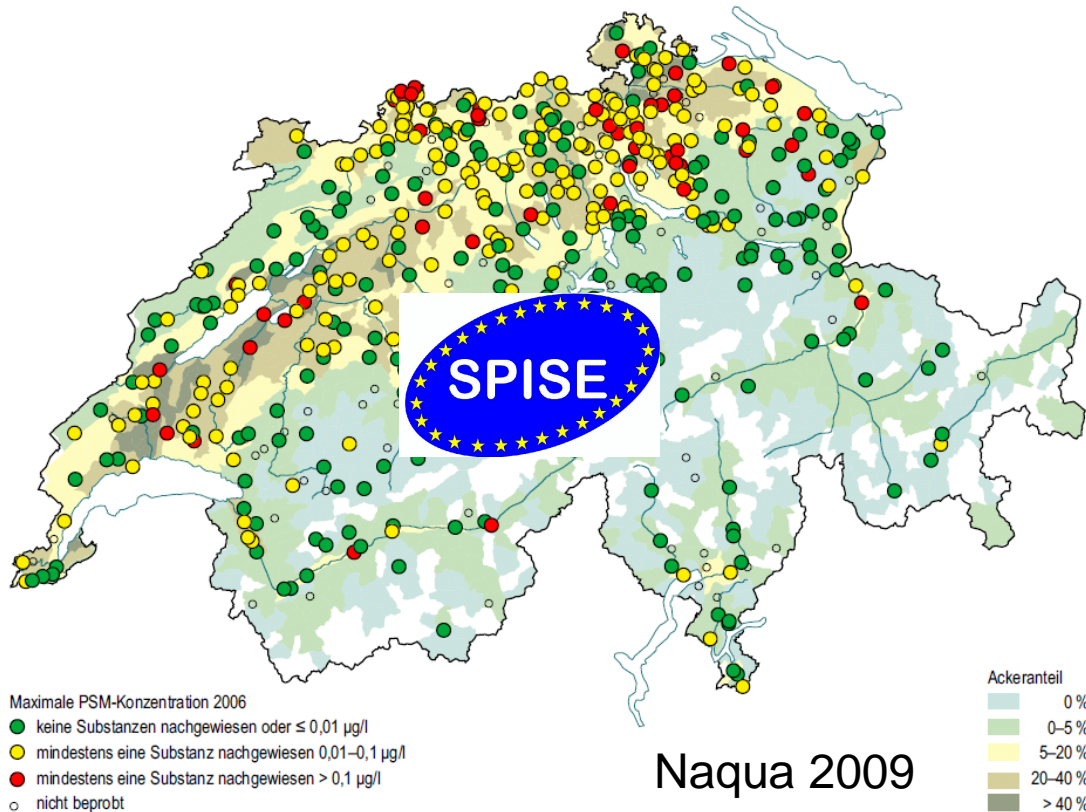 SPISE
Maximale PSM-Konzentration 2006
keine Substanzen nachgewiesen oder ≤ 0,01 µg/l
mindestens eine Substanz nachgewiesen 0,01–0,1 µg/l
mindestens eine Substanz nachgewiesen > 0,1 µg/l
nicht beprobt
Naqua 2009
Ackeranteil
0 %
0–5 %
5–20 %
20–40 %
> 40 %